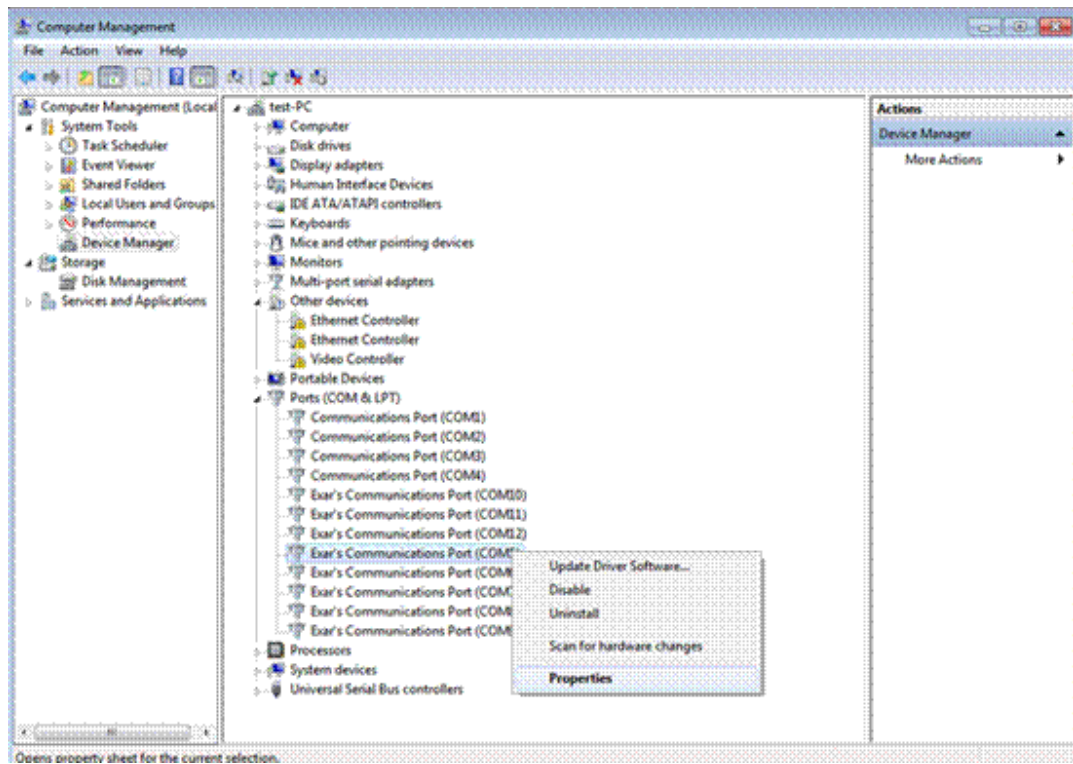 Computer Management
File Action View Help
Computer Management (Local
System Tools
Task Scheduler
Event Viewer
Shared Folders
Local Users and Groups
Performance
Device Manager
Storage
Disk Management
Services and Applications
test-PC
Computer
Disk drives
Display adapters
Human Interface Devices
IDE ATA/ATAPI controllers
Keyboards
Mice and other pointing devices
Monitors
Multi-port serial adapters
Other devices
Ethernet Controller
Ethernet Controller
Video Controller
Portable Devices
Ports (COM & LPT)
Communications Port (COM1)
Communications Port (COM2)
Communications Port (COM3)
Communications Port (COM4)
Exar's Communications Port (COM10)
Exar's Communications Port (COM11)
Exar's Communications Port (COM12)
Exar's Communications Port
Exar's Communications Port
Exar's Communications Port
Exar's Communications Port
Exar's Communications Port
Processors
System devices
Universal Serial Bus controllers
Update Driver Software...
Disable
Uninstall
Scan for hardware changes
Properties
Actions
Device Manager
More Actions
Opens property sheet for the current selection.